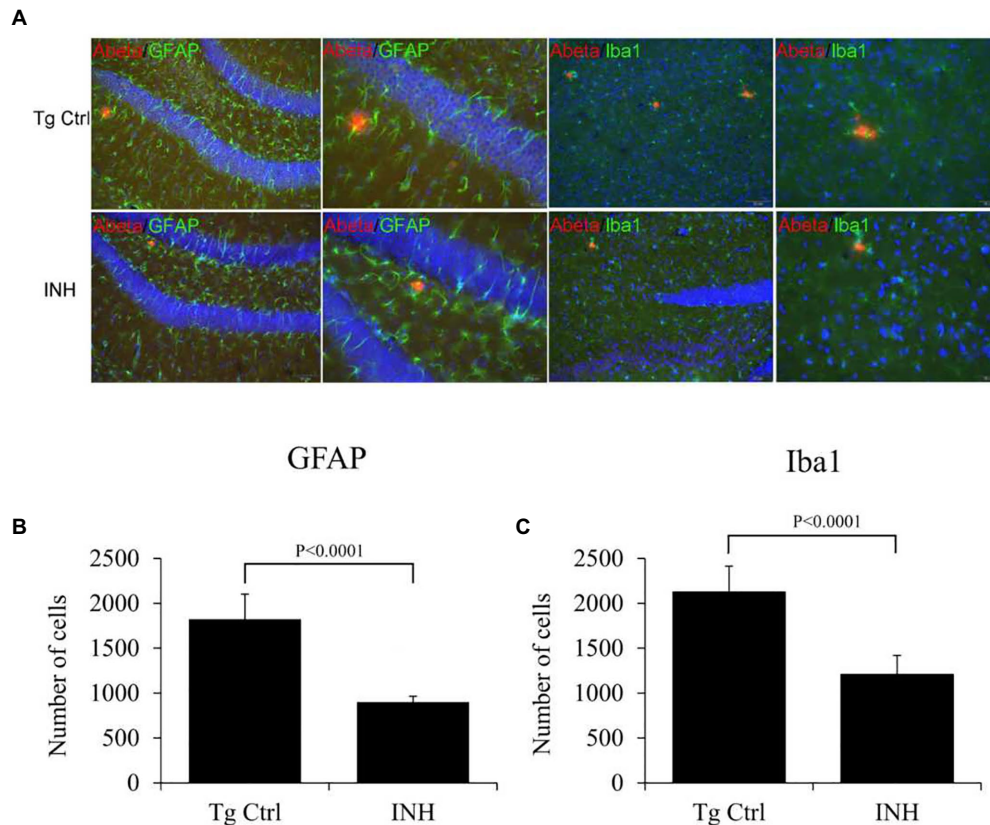 A
Abeta/GFAP
Abeta/GFAP
Abeta/Iba1
Abeta/Iba1
Tg Ctrl
Abeta/GFAP
Abeta/GFAP
Abeta/Iba1
Abeta/Iba1
INH
GFAP
Iba1
B
P<0.0001
Number of cells
2500
2000
1500
1000
500
0
Tg Ctrl
INH
C
P<0.0001
Number of cells
2500
2000
1500
1000
500
0
Tg Ctrl
INH